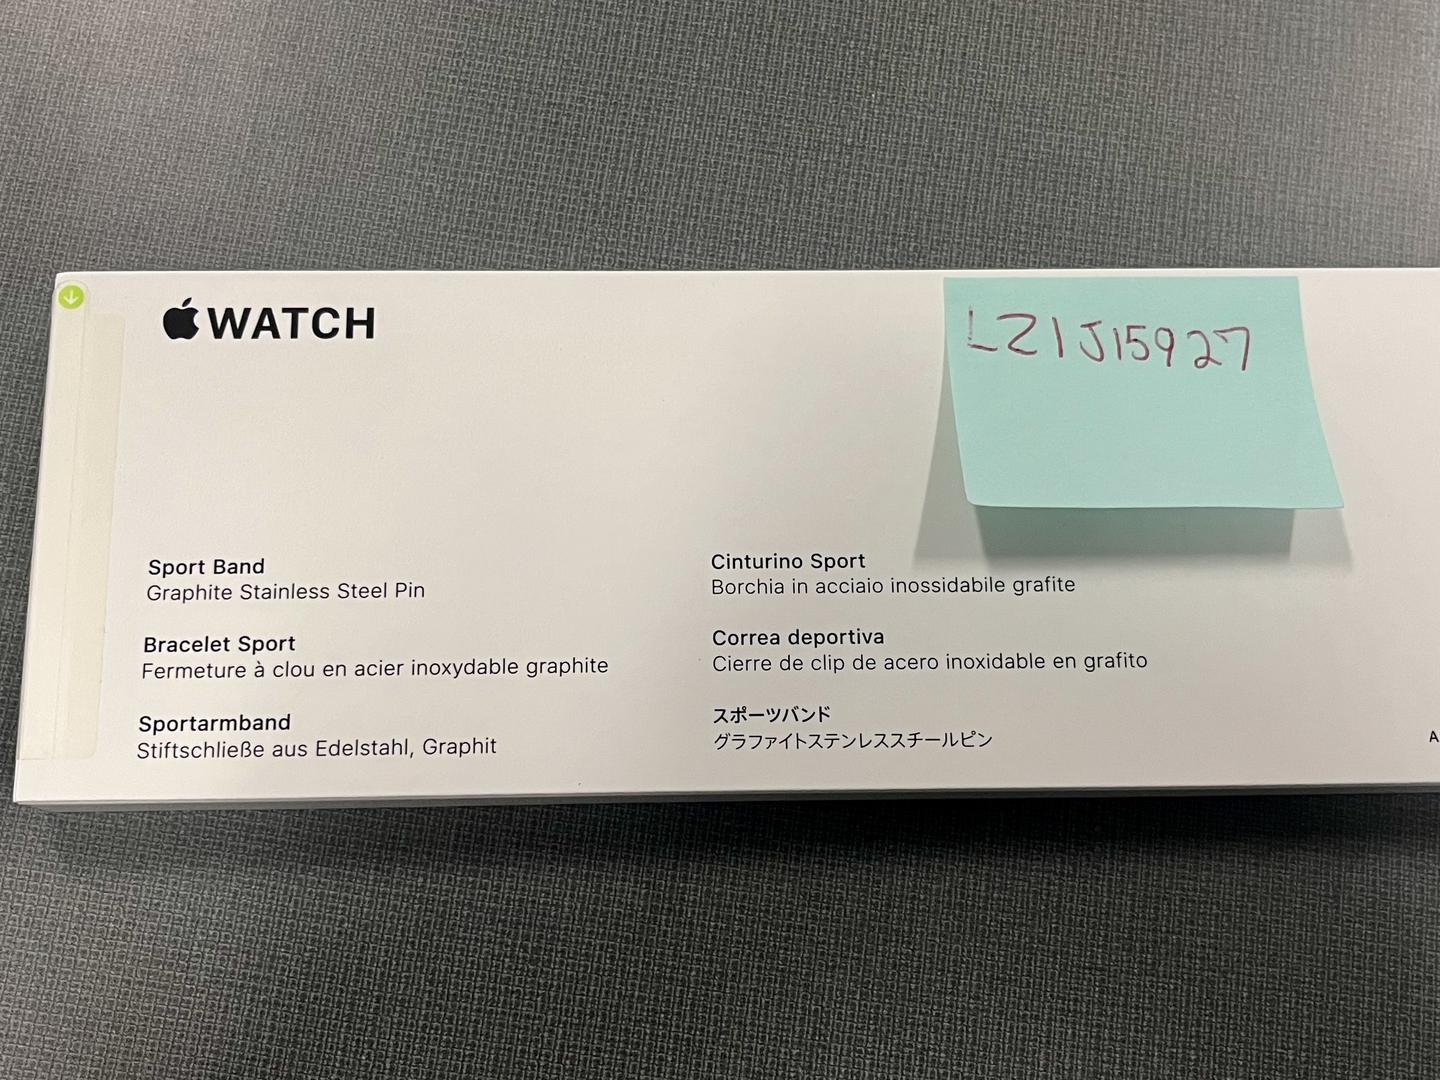 WATCH
LZ1J15927
Sport Band
Graphite Stainless Steel Pin
Bracelet Sport
Fermeture à clou en acier inoxydable graphite
Sportarmband
Stiftschließe aus Edelstahl, Graphit
Cinturino Sport
Borchia in acciaio inossidabile grafite
Correa deportiva
Cierre de clip de acero inoxidable en grafito
スポーツバンド
グラファイトステンレススチールピン
A